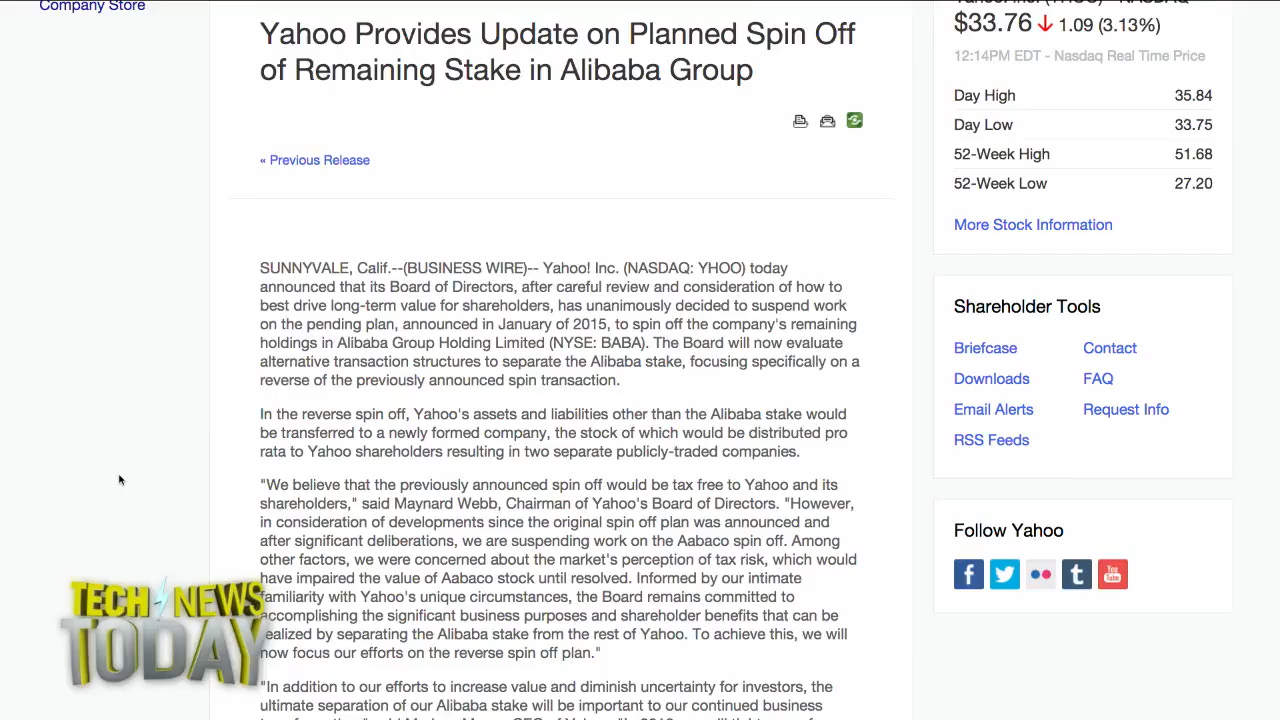 Company Store
Yahoo Provides Update on Planned Spin Off
of Remaining Stake in Alibaba Group
« Previous Release
SUNNYVALE, Calif.--(BUSINESS WIRE)-- Yahoo! Inc. (NASDAQ: YHOO) today
announced that its Board of Directors, after careful review and consideration of how to
best drive long-term value for shareholders, has unanimously decided to suspend work
on the pending plan, announced in January of 2015, to spin off the company's remaining
holdings in Alibaba Group Holding Limited (NYSE: BABA). The Board will now evaluate
alternative transaction structures to separate the Alibaba stake, focusing specifically on a
reverse of the previously announced spin transaction.
In the reverse spin off, Yahoo's assets and liabilities other than the Alibaba stake would
be transferred to a newly formed company, the stock of which would be distributed pro
rata to Yahoo shareholders resulting in two separate publicly-traded companies.
"We believe that the previously announced spin off would be tax free to Yahoo and its
shareholders," said Maynard Webb, Chairman of Yahoo's Board of Directors. "However,
in consideration of developments since the original spin off plan was announced and
after significant deliberations, we are suspending work on the Aabaco spin off. Among
other factors, we were concerned about the market's perception of tax risk, which would
have impaired the value of Aabaco stock until resolved. Informed by our intimate
familiarity with Yahoo's unique circumstances, the Board remains committed to
accomplishing the significant business purposes and shareholder benefits that can be
realized by separating the Alibaba stake from the rest of Yahoo. To achieve this, we will
now focus our efforts on the reverse spin off plan."
"In addition to our efforts to increase value and diminish uncertainty for investors, the
ultimate separation of our Alibaba stake will be important to our continued business
$33.76 1.09 (3.13%)
12:14PM EDT - Nasdaq Real Time Price
Day High 35.84
Day Low 33.75
52-Week High 51.68
52-Week Low 27.20
More Stock Information
Shareholder Tools
Briefcase Contact
Downloads FAQ
Email Alerts Request Info
RSS Feeds
Follow Yahoo
You
Tube
TECH NEWS
TODAY